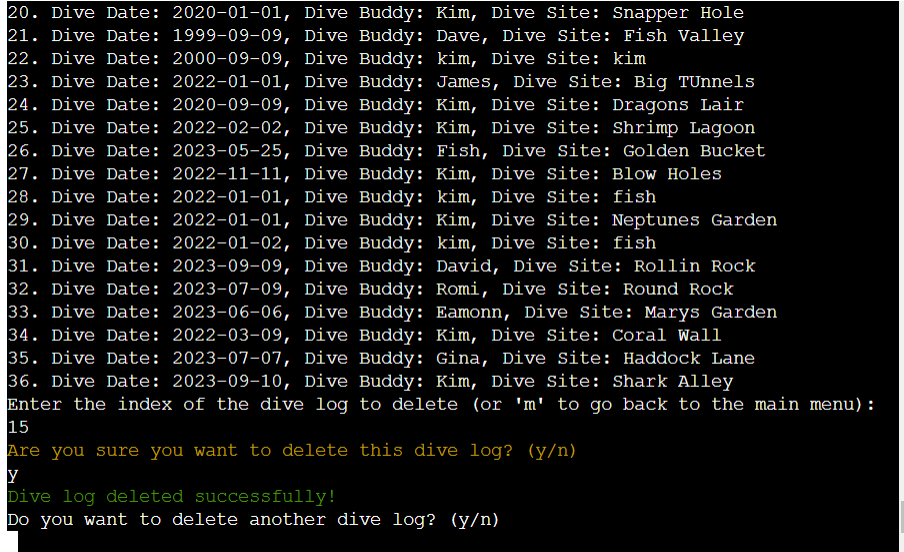 20. Dive Date: 2020-01-01, Dive Buddy: Kim, Dive Site: Snapper Hole
21. Dive Date: 1999-09-09, Dive Buddy: Dave, Dive Site: Fish Valley
22. Dive Date: 2000-09-09, Dive Buddy: kim, Dive Site: kim
23. Dive Date: 2022-01-01, Dive Buddy: James, Dive Site: Big TUnnels
24. Dive Date: 2020-09-09, Dive Buddy: Kim, Dive Site: Dragons Lair
25. Dive Date: 2022-02-02, Dive Buddy: Kim, Dive Site: Shrimp Lagoon
26. Dive Date: 2023-05-25, Dive Buddy: Fish, Dive Site: Golden Bucket
27. Dive Date: 2022-11-11, Dive Buddy: Kim, Dive Site: Blow Holes
28. Dive Date: 2022-01-01, Dive Buddy: kim, Dive Site: fish
29. Dive Date: 2022-01-01, Dive Buddy: Kim, Dive Site: Neptunes Garden
30. Dive Date: 2022-01-02, Dive Buddy: kim, Dive Site: fish
31. Dive Date: 2023-09-09, Dive Buddy: David, Dive Site: Rollin Rock
32. Dive Date: 2023-07-09, Dive Buddy: Romi, Dive Site: Round Rock
33. Dive Date: 2023-06-06, Dive Buddy: Eamonn, Dive Site: Marys Garden
34. Dive Date: 2022-03-09, Dive Buddy: Kim, Dive Site: Coral Wall
35. Dive Date: 2023-07-07, Dive Buddy: Gina, Dive Site: Haddock Lane
36. Dive Date: 2023-09-10, Dive Buddy: Kim, Dive Site: Shark Alley
Enter the index of the dive log to delete (or 'm' to go back to the main menu):
15
Are you sure you want to delete this dive log? (y/n)
y
Dive log deleted successfully!
Do you want to delete another dive log? (y/n)